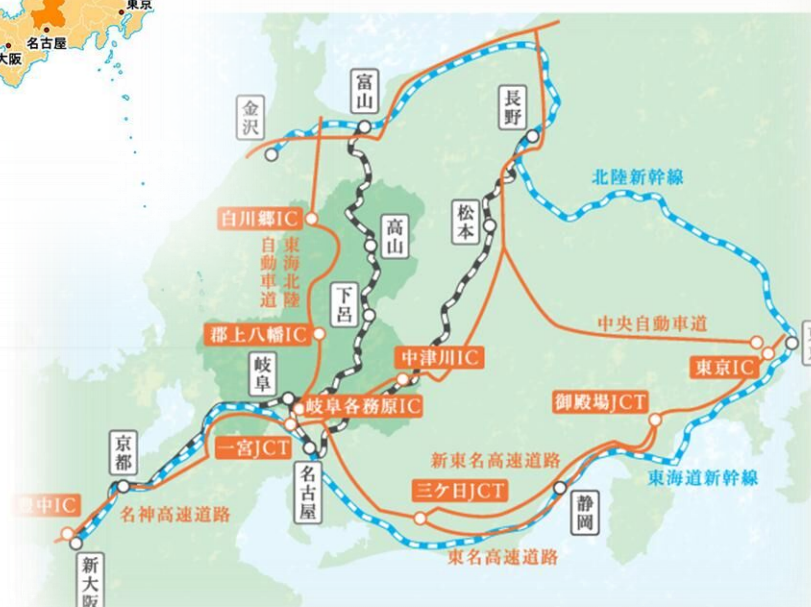 東京
名古屋
大阪
富山
金沢
長野
北陸新幹線
白川郷IC
松本
高山
東海北陸
自動車道
下呂
中央自動車道
郡上八幡IC
中津川IC
東京IC
岐阜
岐阜各務原IC
御殿場JCT
一宮JCT
京都
新東名高速道路
東海道新幹線
名古屋
三ケ日JCT
静岡
中IC
名神高速道路
東名高速道路
新大阪